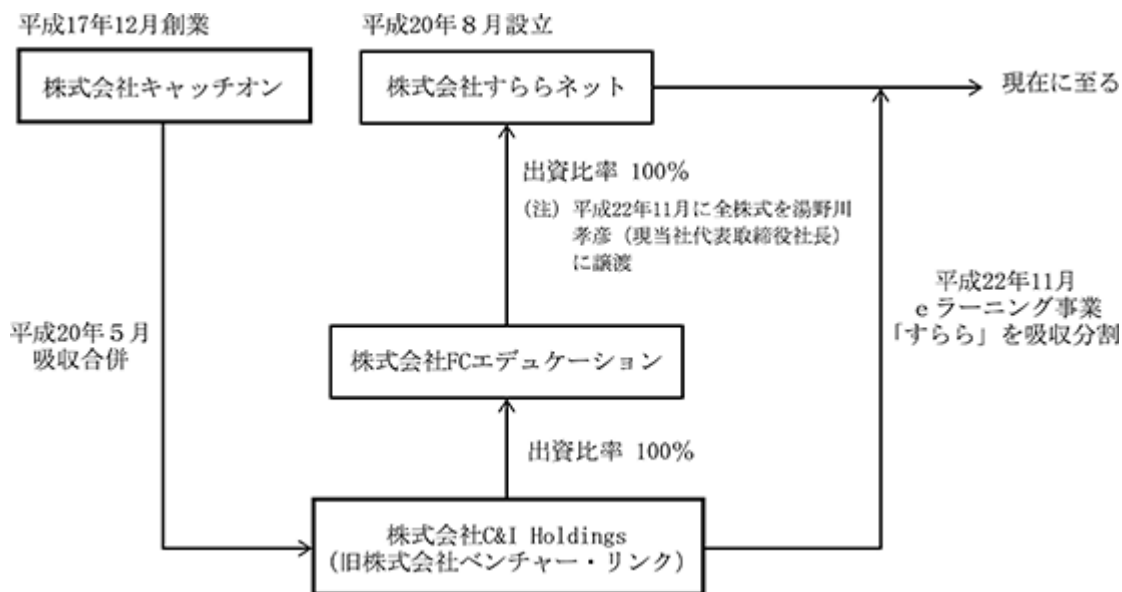 平成17年12月創業
平成20年8月設立
株式会社キャッチオン
株式会社すららネット
現在に至る
出資比率 100%
(注) 平成22年11月に全株式を湯野川
孝彦(現当社代表取締役社長)
に譲渡
平成22年11月
eラーニング事業
「すらら」を吸収分割
平成20年5月
吸収合併
株式会社FCエデュケーション
出資比率 100%
株式会社C&I Holdings
(旧株式会社ベンチャー・リンク)